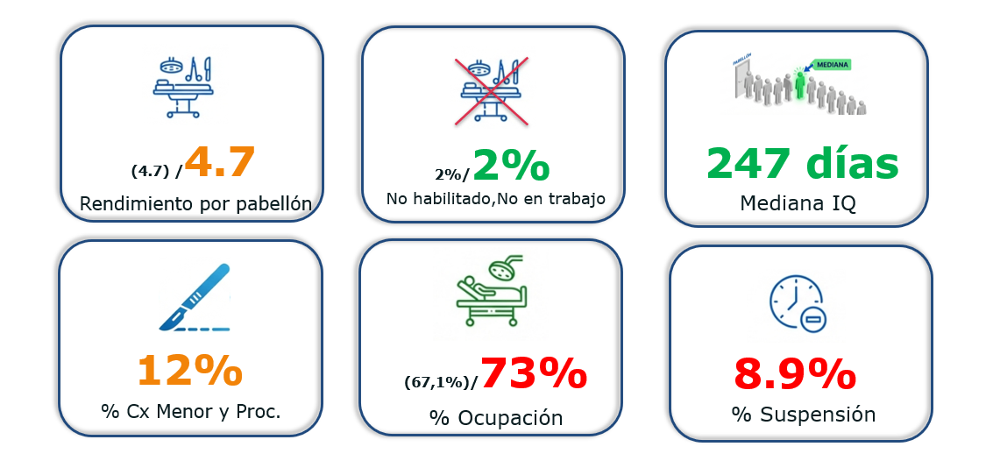 (4.7) /4.7
Rendimiento por pabellón
2%/2%
No habilitado,No en trabajo
PABELLÓN
MEDIANA
247 días
Mediana IQ
12%
% Cx Menor y Proc.
(67,1%)/73%
% Ocupación
8.9%
% Suspensión